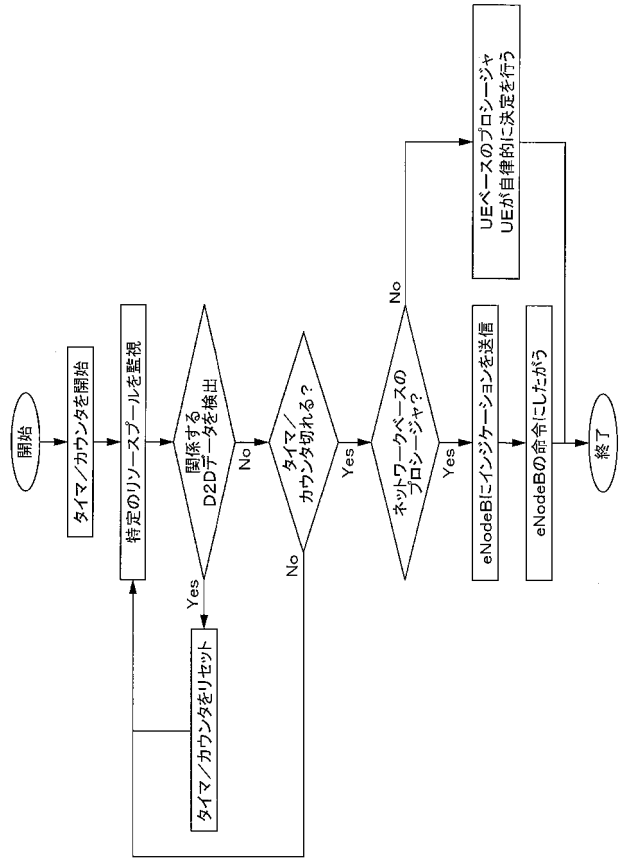 開始
タイマ／カウンタを開始
特定のリソースプールを監視
関係する
D2Dデータを検出
Yes
タイマ／カウンタをリセット
No
タイマ／
カウンタ切れる？
No
Yes
ネットワークベースの
プロシージャ？
No
Yes
UEベースのプロシージャ
UEが自律的に決定を行う
eNodeBにインジケーションを送信
eNodeBの命令にしたがう
終了